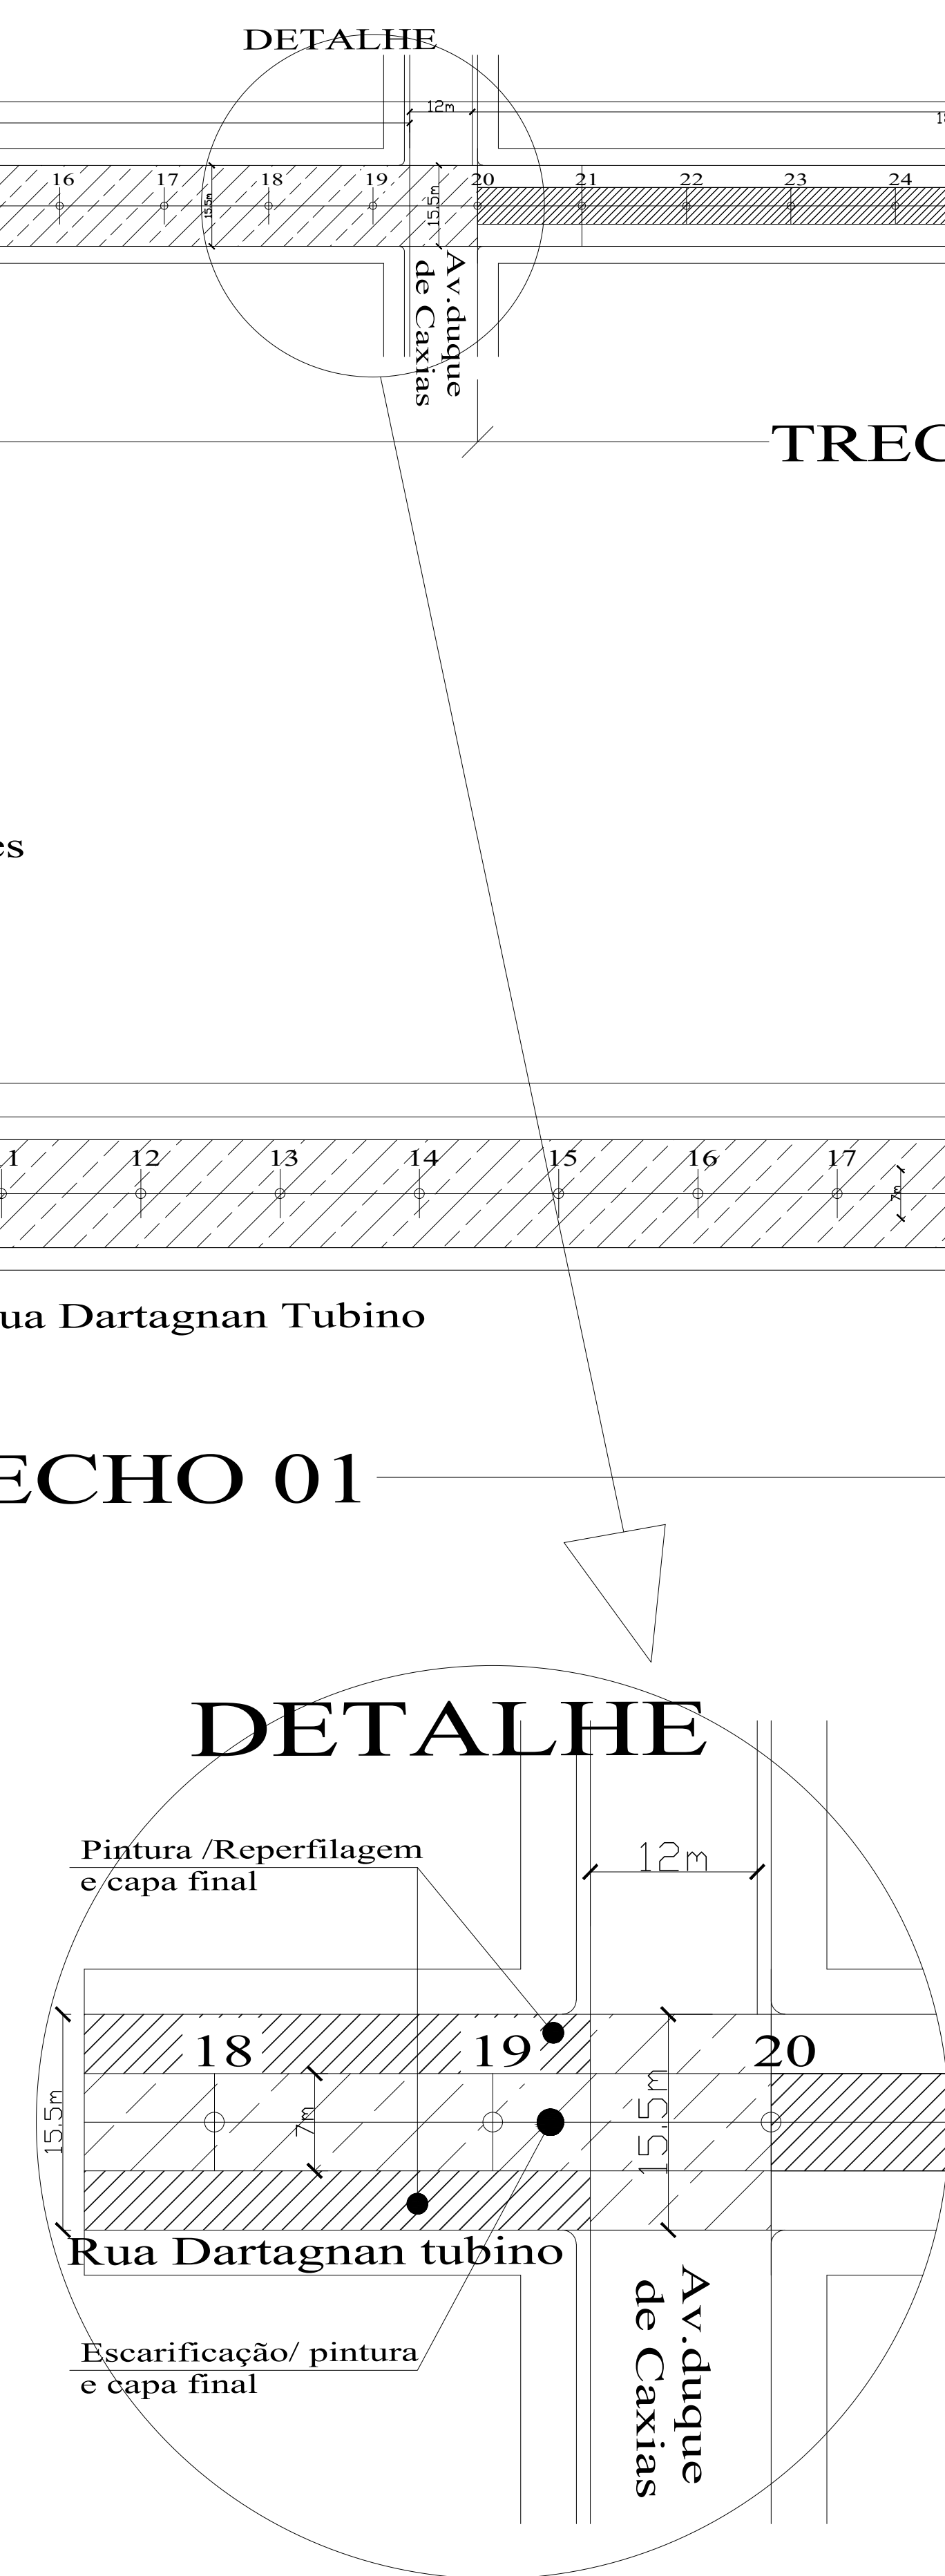 DETALHE
12m
16 17 18 19 20 21 22 23 24
15.5m
15.5m
Av.duque
de Caxias
TREC
es
1 12 13 14 15 16 17
7m
ua Dartagnan Tubino
ECHO 01
DETALHE
Pintura /Reperfilagem
e capa final
12m
18 19 20
15.5m
7m
15.5m
Rua Dartagnan tubino
Av.duque
de Caxias
Escarificação/ pintura
e capa final